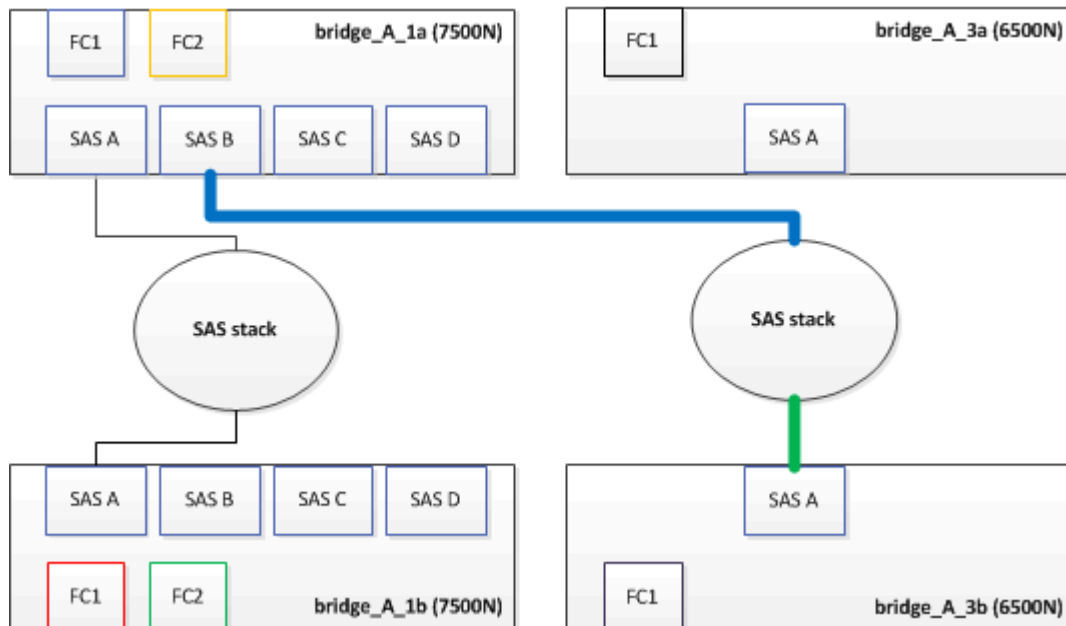 bridge_A_1a (7500N)
FC1
FC2
SAS A
SAS B
SAS C
SAS D
bridge_A_3a (6500N)
FC1
SAS A
SAS stack
SAS stack
SAS A
SAS B
SAS C
SAS D
FC1
FC2
bridge_A_1b (7500N)
SAS A
FC1
bridge_A_3b (6500N)